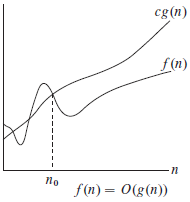 cg(n)
f(n)
n
n₀
f(n) = O(g(n))